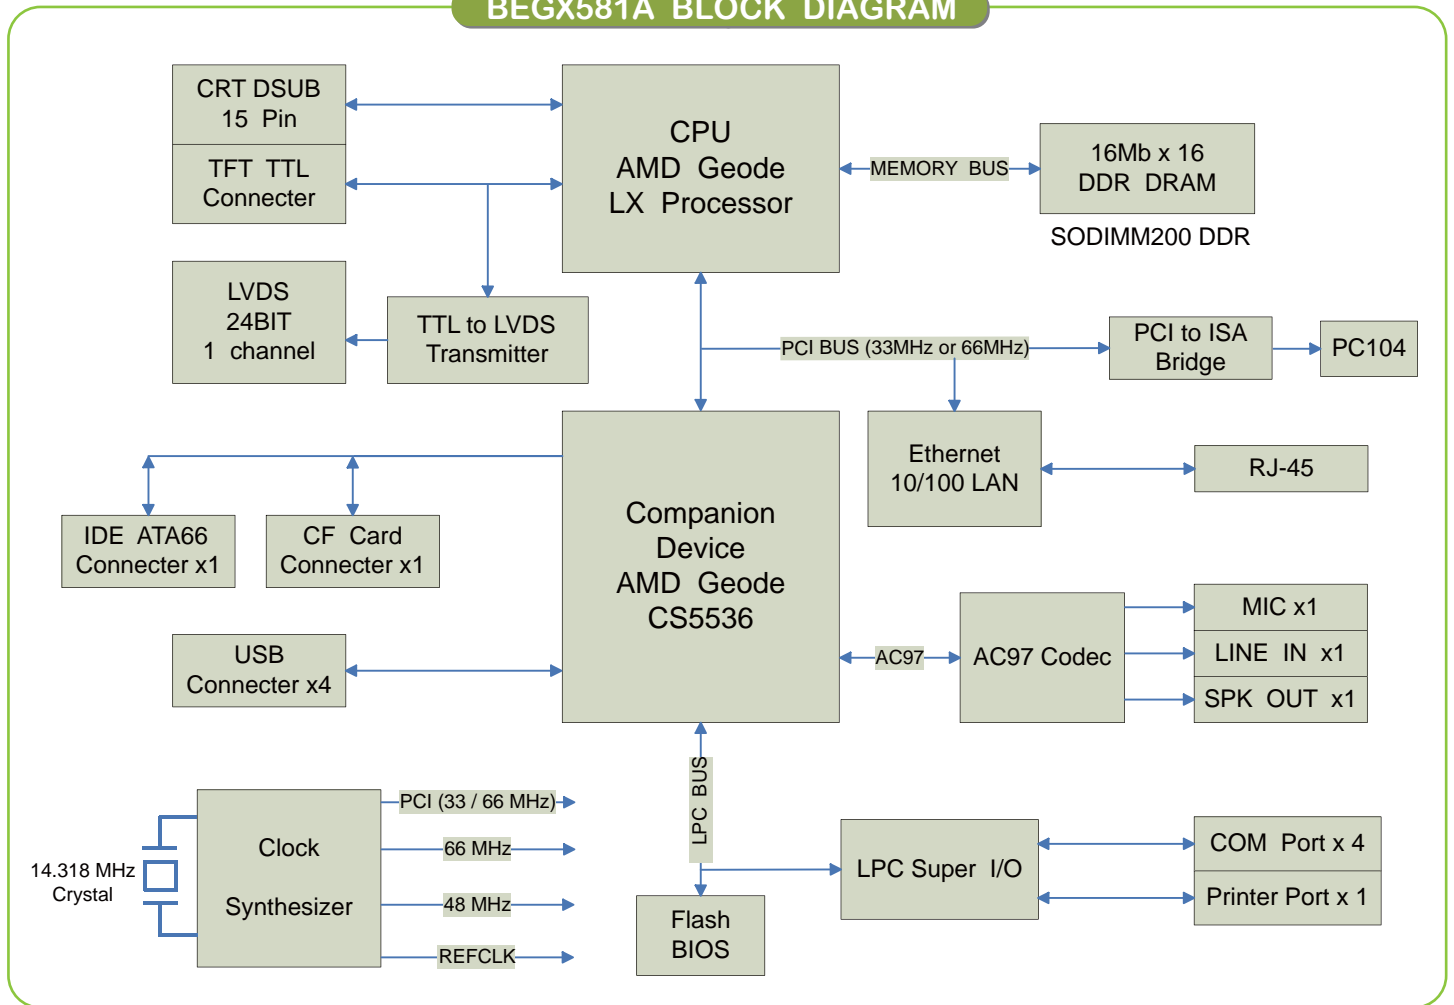 BEGX581A BLOCK DIAGRAM
CRT DSUB
15 Pin
TFT TTL
Connecter
CPU
AMD Geode
LX Processor
MEMORY BUS
16Mb x 16
DDR DRAM
SODIMM200 DDR
LVDS
24BIT
1 channel
TTL to LVDS
Transmitter
PCI BUS (33MHz or 66MHz)
PCI to ISA
Bridge
PC104
Ethernet
10/100 LAN
RJ-45
IDE ATA66
Connecter x1
CF Card
Connecter x1
Companion
Device
AMD Geode
CS5536
USB
Connecter x4
AC97
AC97 Codec
MIC x1
LINE IN x1
SPK OUT x1
LPC BUS
14.318 MHz
Crystal
Clock
Synthesizer
PCI (33 / 66 MHz)
66 MHz
48 MHz
REFCLK
Flash
BIOS
LPC Super I/O
COM Port x 4
Printer Port x 1